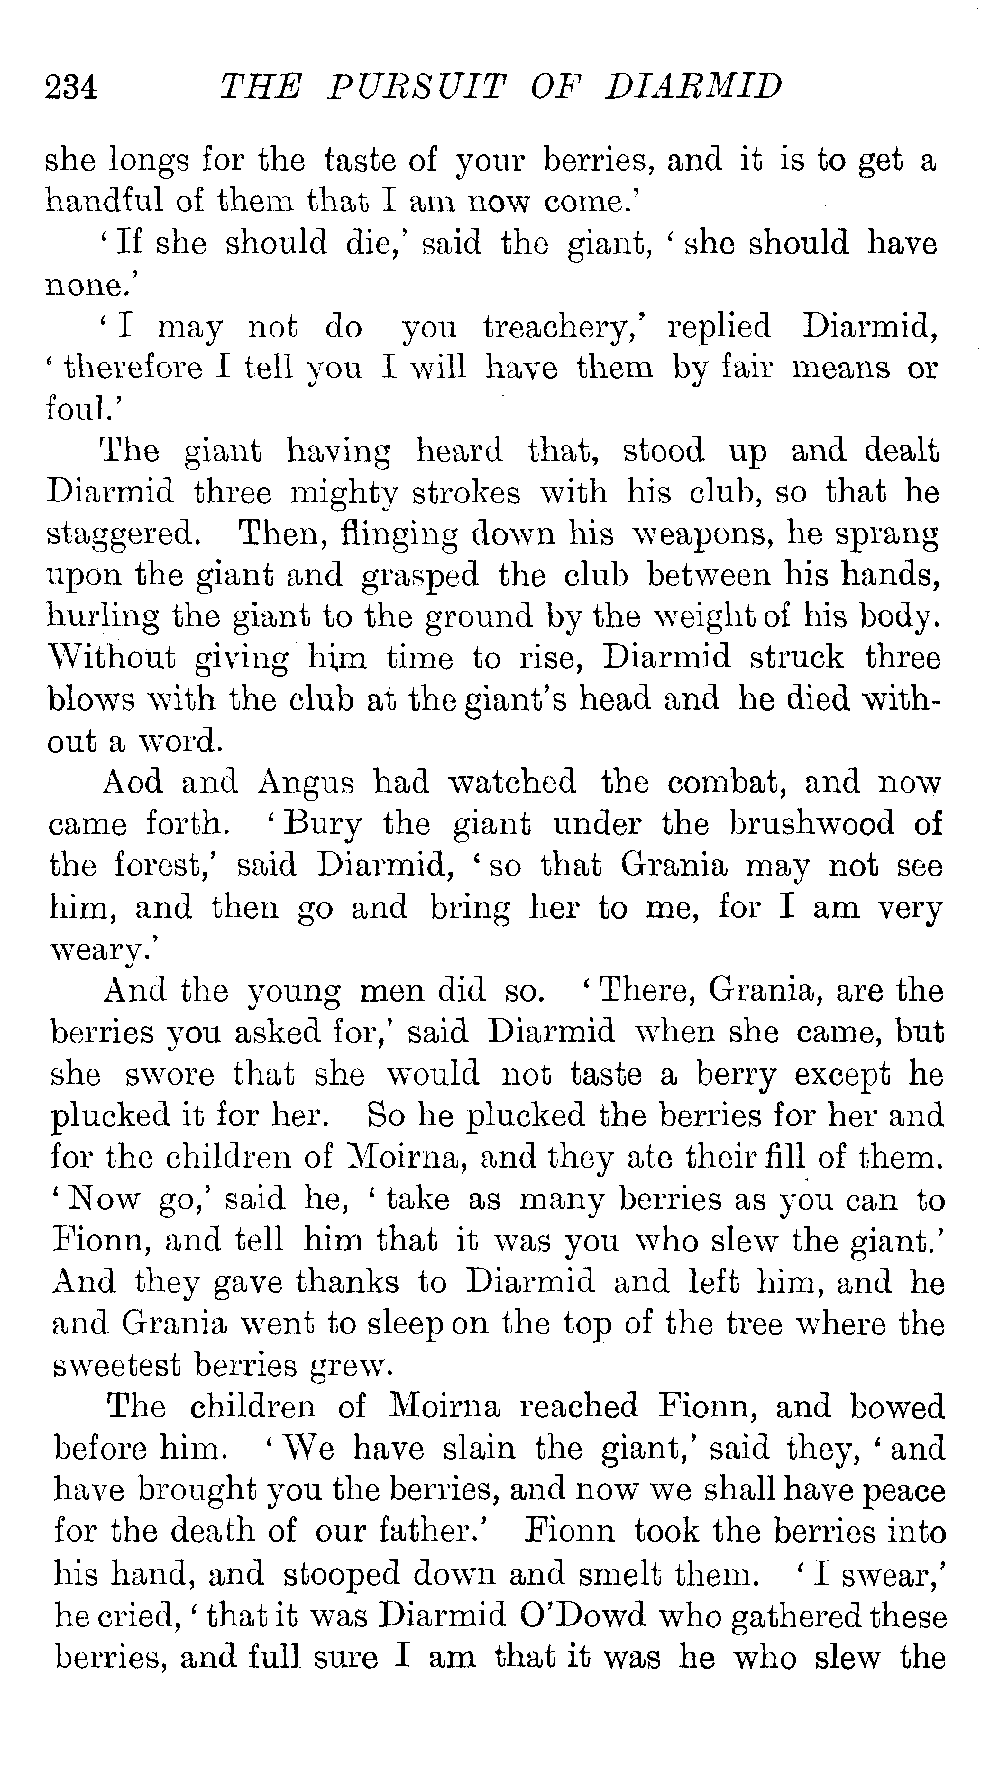 234 THE PURSUIT OF DIARMID
she longs for the taste of your berries, and it is to get a
handful of them that I am now come.’
‘ If she should die,’ said the giant, ‘ she should have
none.’
‘ I may not do you treachery,’ replied Diarmid,
‘ therefore I tell you I will have them by fair means or
foul.’
The giant having heard that, stood up and dealt
Diarmid three mighty strokes with his club, so that he
staggered. Then, flinging down his weapons, he sprang
upon the giant and grasped the club between his hands,
hurling the giant to the ground by the weight of his body.
Without giving him time to rise, Diarmid struck three
blows with the club at the giant’s head and he died with-
out a word.
Aod and Angus had watched the combat, and now
came forth. ‘ Bury the giant under the brushwood of
the forest,’ said Diarmid, ‘ so that Grania may not see
him, and then go and bring her to me, for I am very
weary.’
And the young men did so. ‘ There, Grania, are the
berries you asked for,’ said Diarmid when she came, but
she swore that she would not taste a berry except he
plucked it for her. So he plucked the berries for her and
for the children of Moirna, and they ate their fill of them.
‘ Now go,’ said he, ‘ take as many berries as you can to
Fionn, and tell him that it was you who slew the giant.’
And they gave thanks to Diarmid and left him, and he
and Grania went to sleep on the top of the tree where the
sweetest berries grew.
The children of Moirna reached Fionn, and bowed
before him. ‘ We have slain the giant,’ said they, ‘ and
have brought you the berries, and now we shall have peace
for the death of our father.’ Fionn took the berries into
his hand, and stooped down and smelt them. ‘ I swear,’
he cried, ‘ that it was Diarmid O’Dowd who gathered these
berries, and full sure I am that it was he who slew the